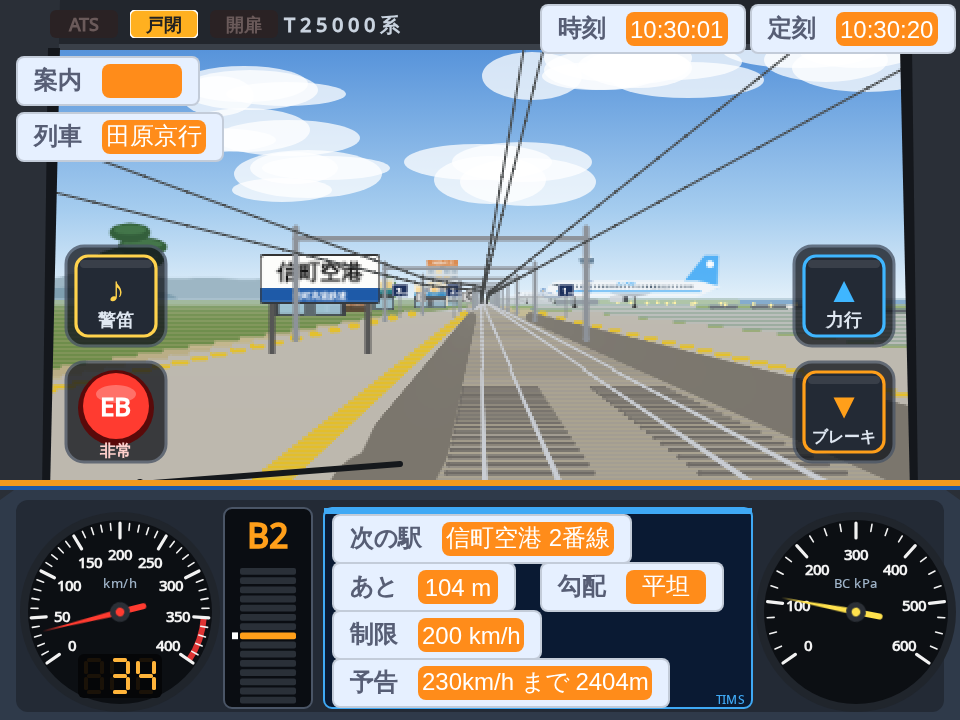 ATS 戸閉 開扉 T25000系
時刻 10:30:01 定刻 10:30:20
案内
列車 田原京行
信町空港
♪
警笛
EB
非常
▲
力行
▼
ブレーキ
B2
次の駅 信町空港 2番線
あと 104 m 勾配 平坦
制限 200 km/h
予告 230km/h まで 2404m
TIMS
km/h
0 50 100 150 200 250 300 350 400
34
BC kPa
0 100 200 300 400 500 600